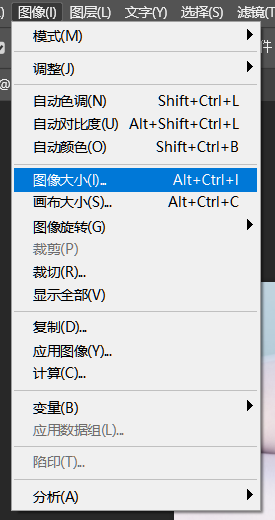 图像(I) 图层(L) 文字(Y) 选择(S) 滤镜(T)
模式(M)
件
调整(J)
@
自动色调(N) Shift+Ctrl+L
自动对比度(U) Alt+Shift+Ctrl+L
自动颜色(O) Shift+Ctrl+B
图像大小(I)... Alt+Ctrl+I
画布大小(S)... Alt+Ctrl+C
图像旋转(G)
裁剪(P)
裁切(R)...
显示全部(V)
复制(D)...
应用图像(Y)...
计算(C)...
变量(B)
应用数据组(L)...
陷印(T)...
分析(A)